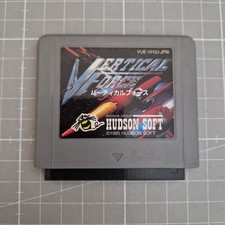 VUE-VH2J-JPN
VERTICAL
FORCE
バーティカルフォース
HUDSON SOFT
©1995 HUDSON SOFT